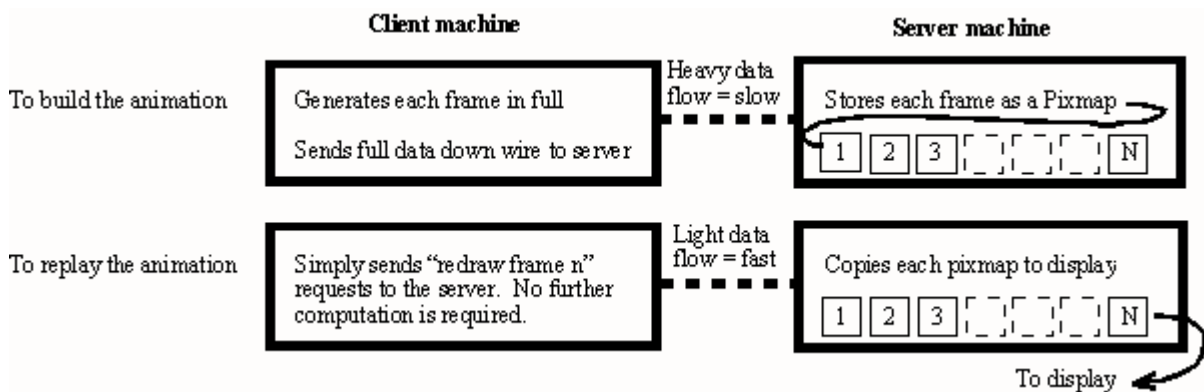 Client machine
Server machine
To build the animation
Generates each frame in full
Sends full data down wire to server
Heavy data
flow = slow
Stores each frame as a Pixmap
1 2 3 N
To replay the animation
Simply sends “redraw frame n”
requests to the server. No further
computation is required.
Light data
flow = fast
Copies each pixmap to display
1 2 3 N
To display